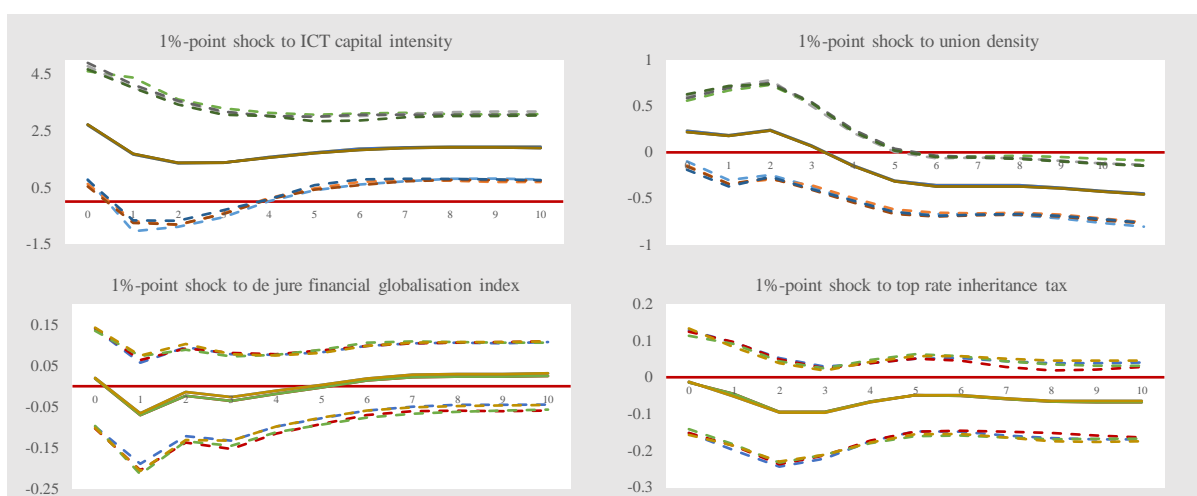 1%-point shock to ICT capital intensity
4.5
2.5
0.5
-1.5
0 1 2 3 4 5 6 7 8 9 10
1%-point shock to union density
1
0.5
0
-0.5
-1
0 1 2 3 4 5 6 7 8 9 10
1%-point shock to de jure financial globalisation index
0.15
0.05
-0.05
-0.15
-0.25
0 1 2 3 4 5 6 7 8 9 10
1%-point shock to top rate inheritance tax
0.2
0.1
0
-0.1
-0.2
-0.3
0 1 2 3 4 5 6 7 8 9 10